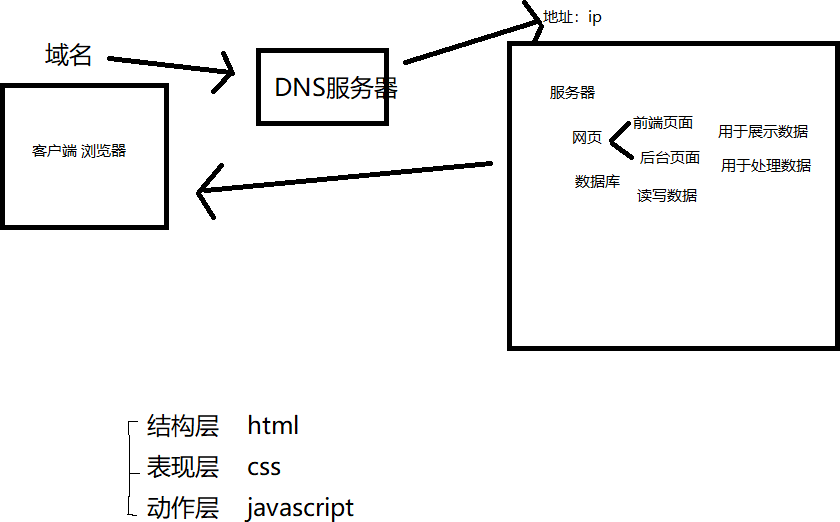 地址：ip
域名
DNS服务器
服务器
客户端 浏览器
网页
前端页面
用于展示数据
后台页面
用于处理数据
数据库
读写数据
结构层 html
表现层 css
动作层 javascript